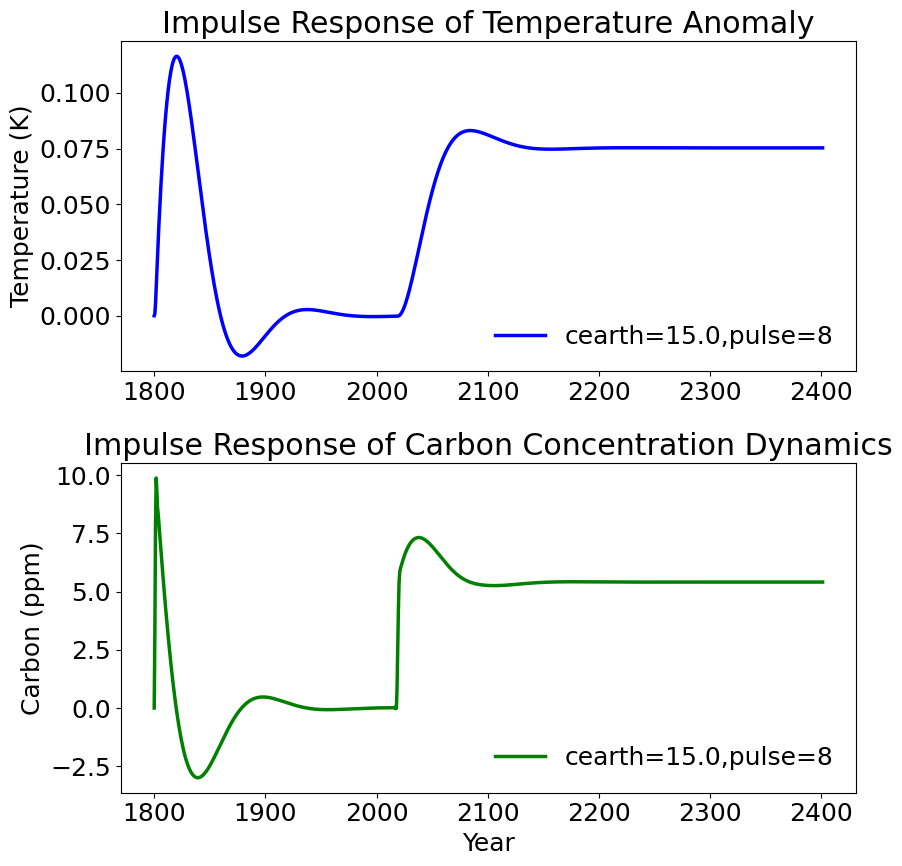 Impulse Response of Temperature Anomaly
Temperature (K)
0.100
0.075
0.050
0.025
0.000
cearth=15.0,pulse=8
1800 1900 2000 2100 2200 2300 2400
Impulse Response of Carbon Concentration Dynamics
Carbon (ppm)
10.0
7.5
5.0
2.5
0.0
−2.5
cearth=15.0,pulse=8
1800 1900 2000 2100 2200 2300 2400
Year